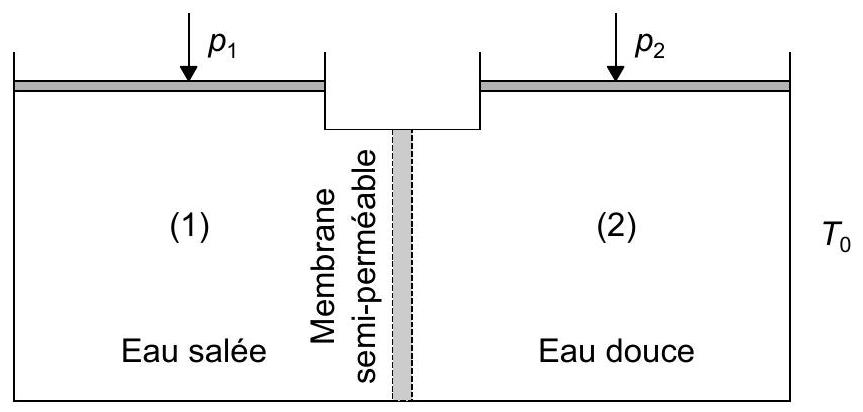 p1
p2
(1)
Membrane
semi-perméable
(2)
T0
Eau salée
Eau douce